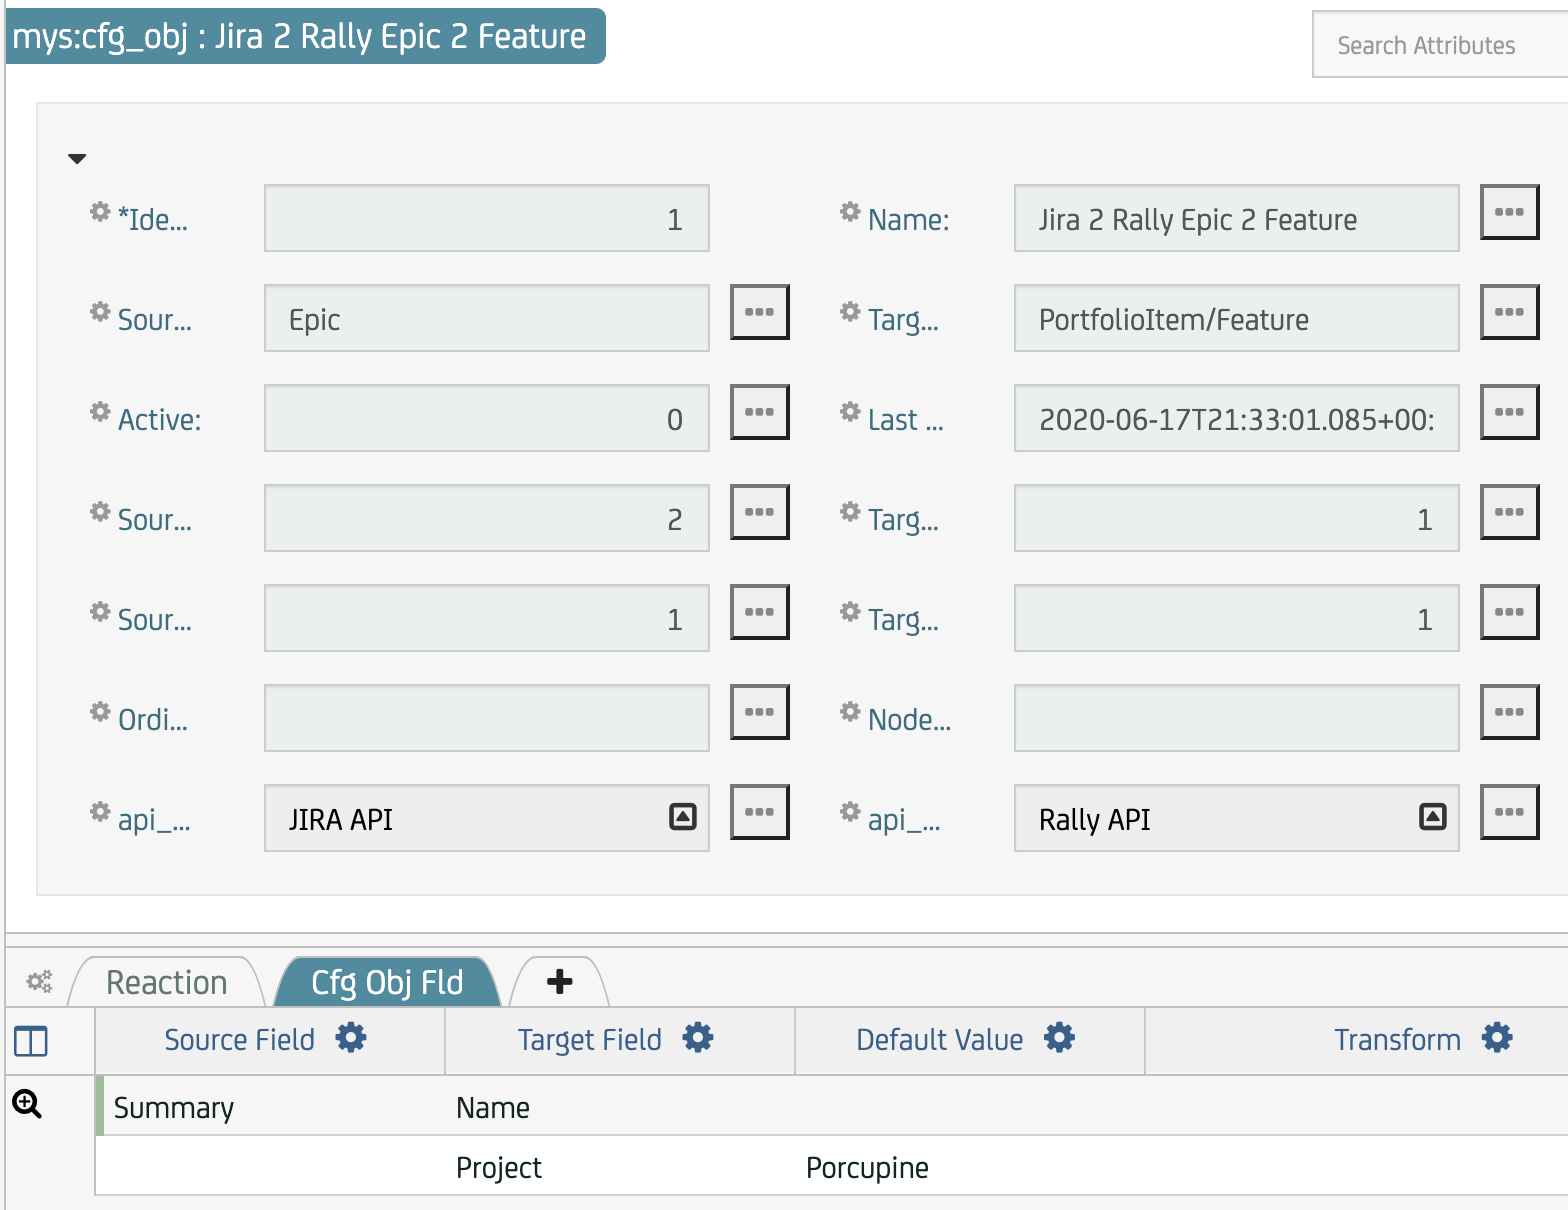 mys:cfg_obj : Jira 2 Rally Epic 2 Feature
Search Attributes
*Ide... 1 Name: Jira 2 Rally Epic 2 Feature
Sour... Epic Targ... PortfolioItem/Feature
Active: 0 Last ... 2020-06-17T21:33:01.085+00:
Sour... 2 Targ... 1
Sour... 1 Targ... 1
Ordi... Node...
api_... JIRA API api_... Rally API
Reaction Cfg Obj Fld
Source Field Target Field Default Value Transform
Summary Name
Project Porcupine